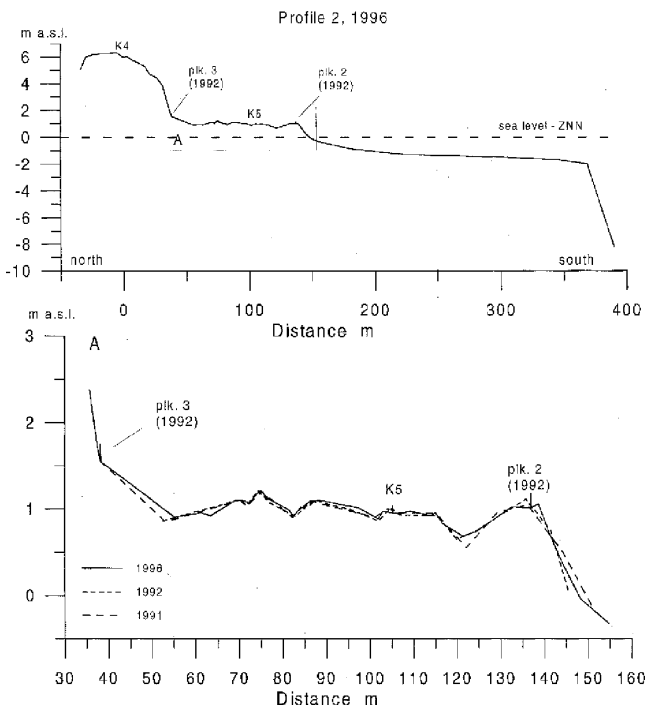 Profile 2, 1996
m a.s.l.
6
4
2
0
-2
-4
-6
-8
-10
K4
plk. 3
(1992)
K5
plk. 2
(1992)
A
sea level - ZNN
north
south
0
100
200
300
400
Distance m
m a.s.l.
3
2
1
0
A
plk. 3
(1992)
K5
plk. 2
(1992)
1996
1992
1991
30 40 50 60 70 80 90 100 110 120 130 140 150 160
Distance m